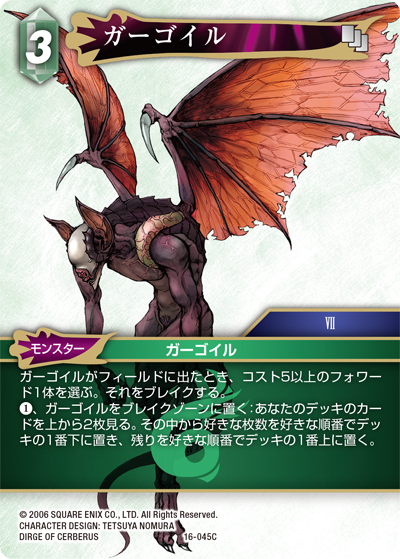 3
ガーゴイル
VII
モンスター
ガーゴイル
ガーゴイルがフィールドに出たとき、コスト5以上のフォワー
ド1体を選ぶ。それをブレイクする。
❶、ガーゴイルをブレイクゾーンに置く：あなたのデッキのカー
ドを上から2枚見る。その中から好きな枚数を好きな順番でデッ
キの1番下に置き、残りを好きな順番でデッキの1番上に置く。
© 2006 SQUARE ENIX CO., LTD. All Rights Reserved.
CHARACTER DESIGN: TETSUYA NOMURA
DIRGE OF CERBERUS
16-045C